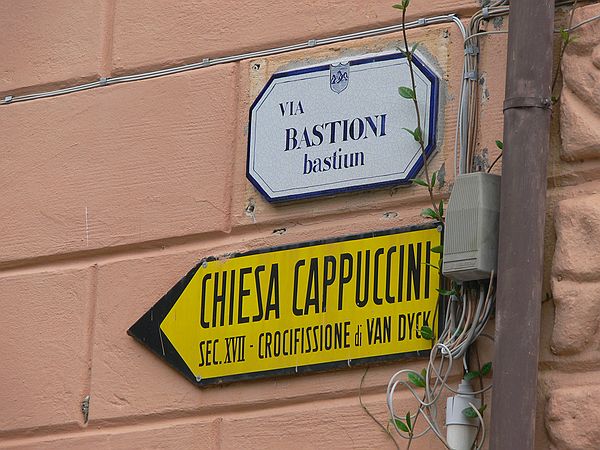 VIA
BASTIONI
bastiun
CHIESA CAPPUCCINI
SEC. XVII - CROCIFISSIONE di VAN DYCK